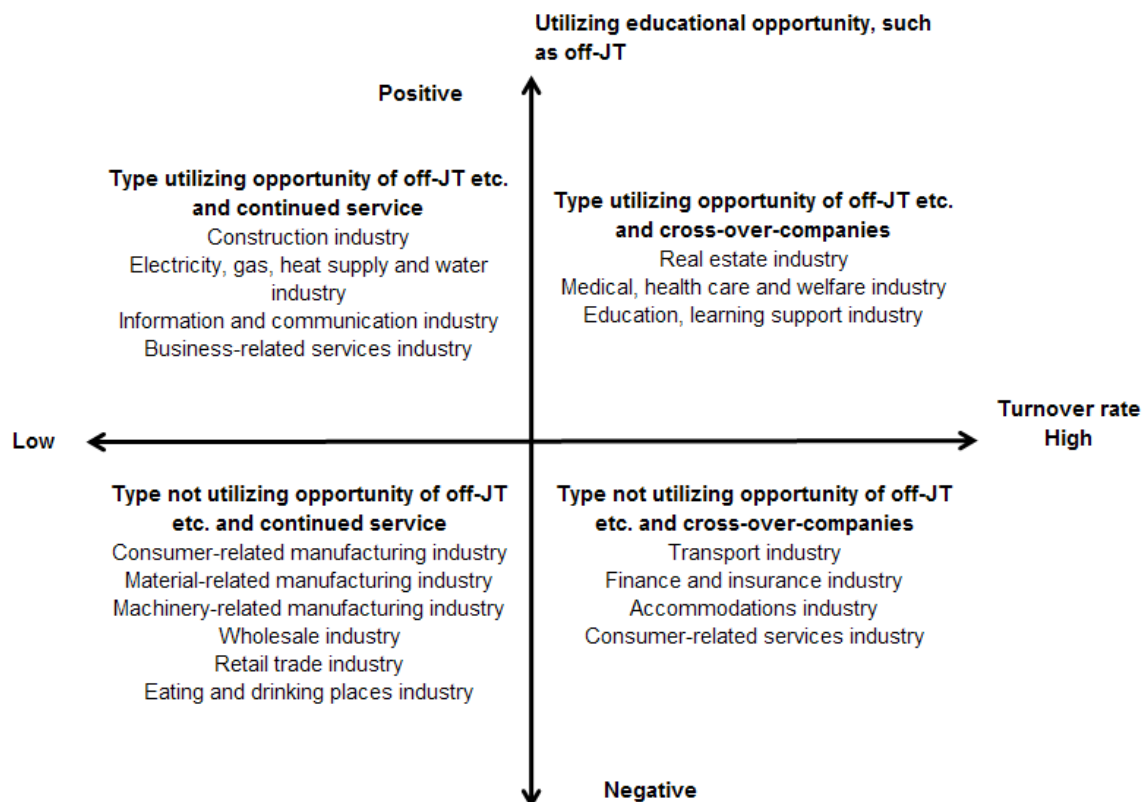 Utilizing educational opportunity, such
as off-JT
Positive
Type utilizing opportunity of off-JT etc.
and continued service
Construction industry
Electricity, gas, heat supply and water
industry
Information and communication industry
Business-related services industry
Type utilizing opportunity of off-JT etc.
and cross-over-companies
Real estate industry
Medical, health care and welfare industry
Education, learning support industry
Low
Turnover rate
High
Type not utilizing opportunity of off-JT
etc. and continued service
Consumer-related manufacturing industry
Material-related manufacturing industry
Machinery-related manufacturing industry
Wholesale industry
Retail trade industry
Eating and drinking places industry
Type not utilizing opportunity of off-JT
etc. and cross-over-companies
Transport industry
Finance and insurance industry
Accommodations industry
Consumer-related services industry
Negative